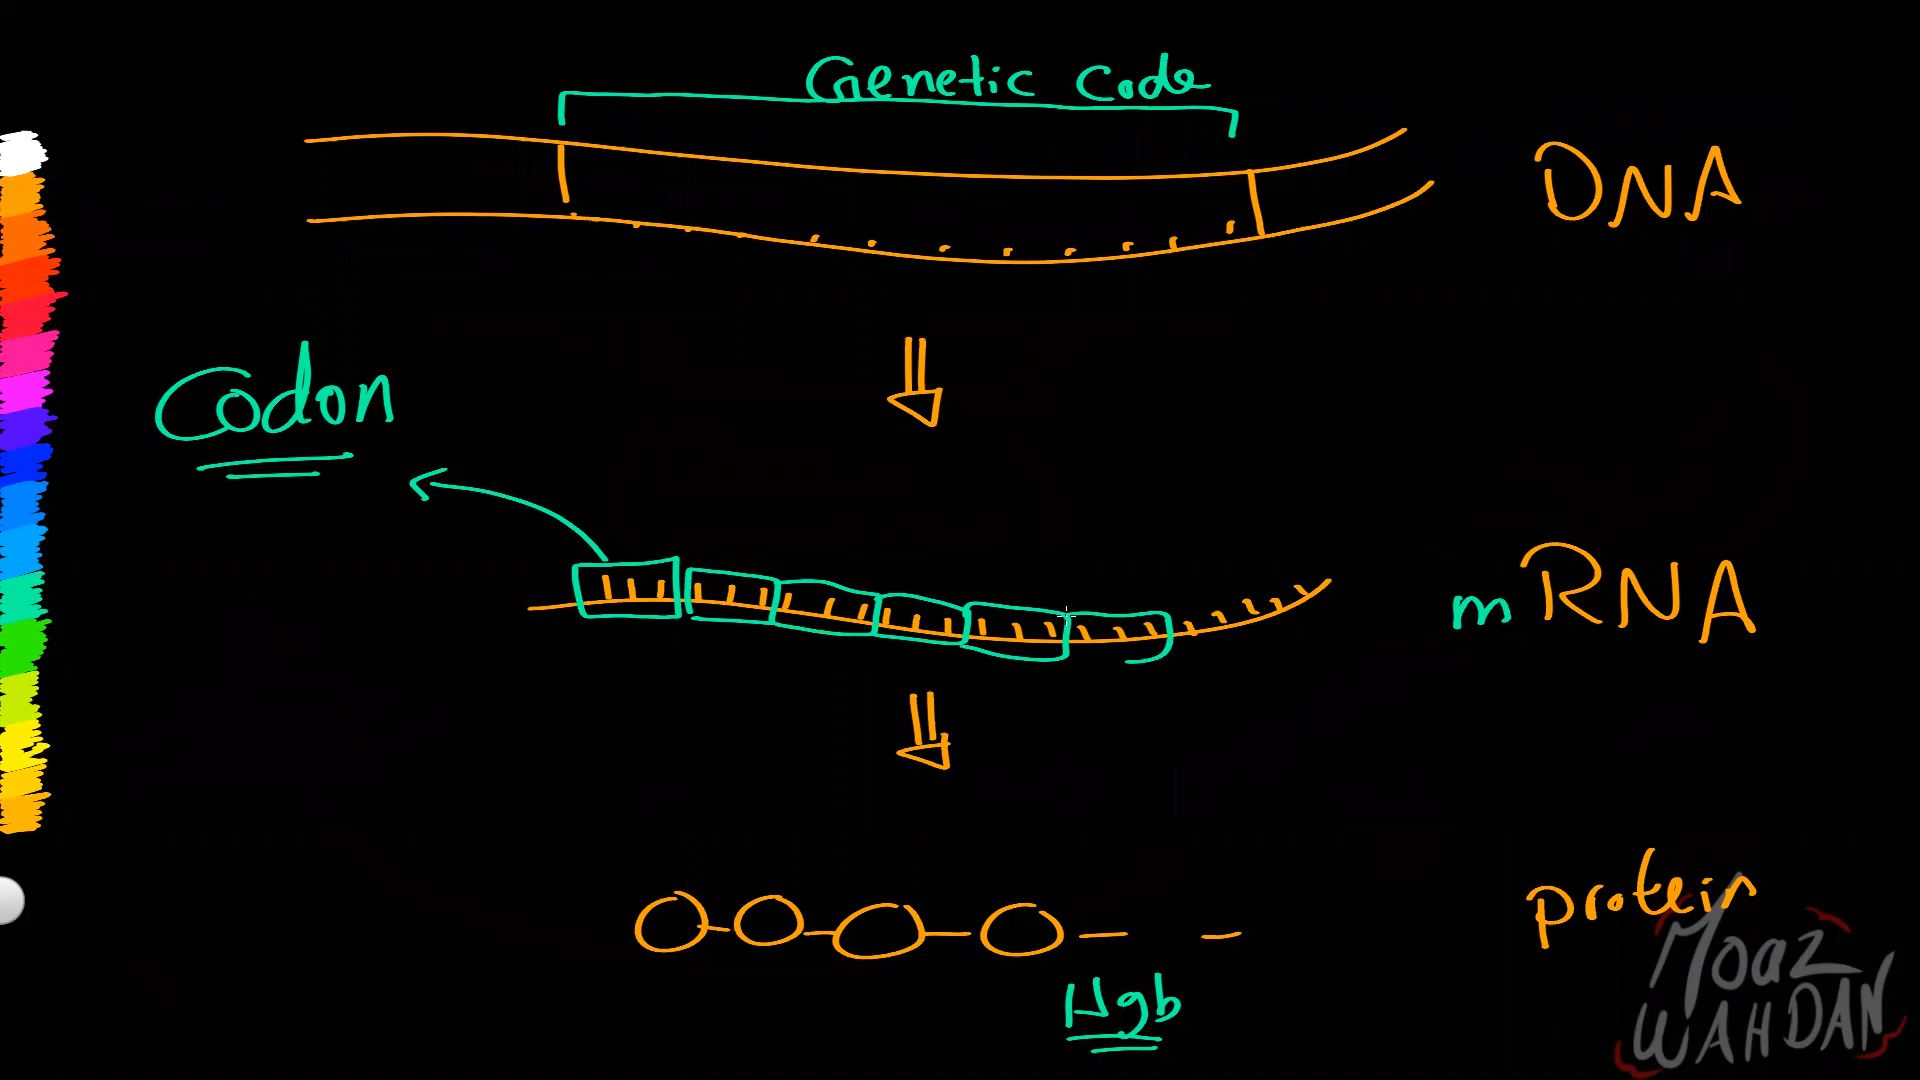 Genetic Code
DNA
Codon
mRNA
protein
Hgb
Moaz
WAHDAN